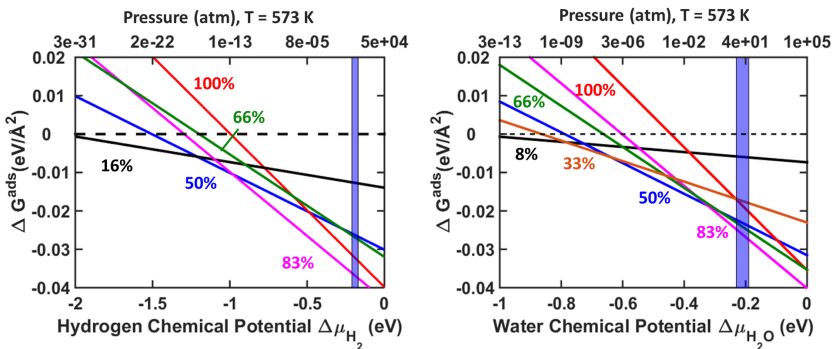 Pressure (atm), T = 573 K
3e-31 2e-22 1e-13 8e-05 5e+04
0.02
0.01
0
-0.01
-0.02
-0.03
-0.04
Δ G^ads (eV/Å²)
100%
66%
16%
50%
83%
-2 -1.5 -1 -0.5 0
Hydrogen Chemical Potential Δμ_H₂ (eV)
Pressure (atm), T = 573 K
3e-13 1e-09 3e-06 1e-02 4e+01 1e+05
0.02
0.01
0
-0.01
-0.02
-0.03
-0.04
Δ G^ads (eV/Å²)
100%
66%
8%
33%
50%
83%
-1 -0.8 -0.6 -0.4 -0.2 0
Water Chemical Potential Δμ_H₂O (eV)